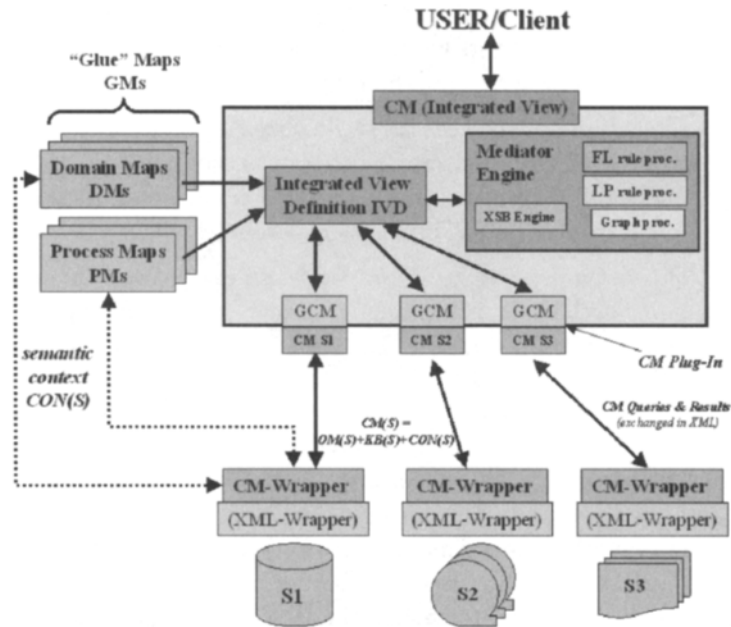 USER/Client
"Glue" Maps
GMs
CM (Integrated View)
Domain Maps
DMs
Process Maps
PMs
Integrated View
Definition IVD
Mediator
Engine
XSB Engine
FL rule proc.
LP rule proc.
Graph proc.
GCM
CM S1
GCM
CM S2
GCM
CM S3
CM Plug-In
semantic
context
CON(S)
CM(S) =
OM(S)+KB(S)+CON(S)
CM Queries & Results
(exchanged in XML)
CM-Wrapper
(XML-Wrapper)
S1
CM-Wrapper
(XML-Wrapper)
S2
CM-Wrapper
(XML-Wrapper)
S3